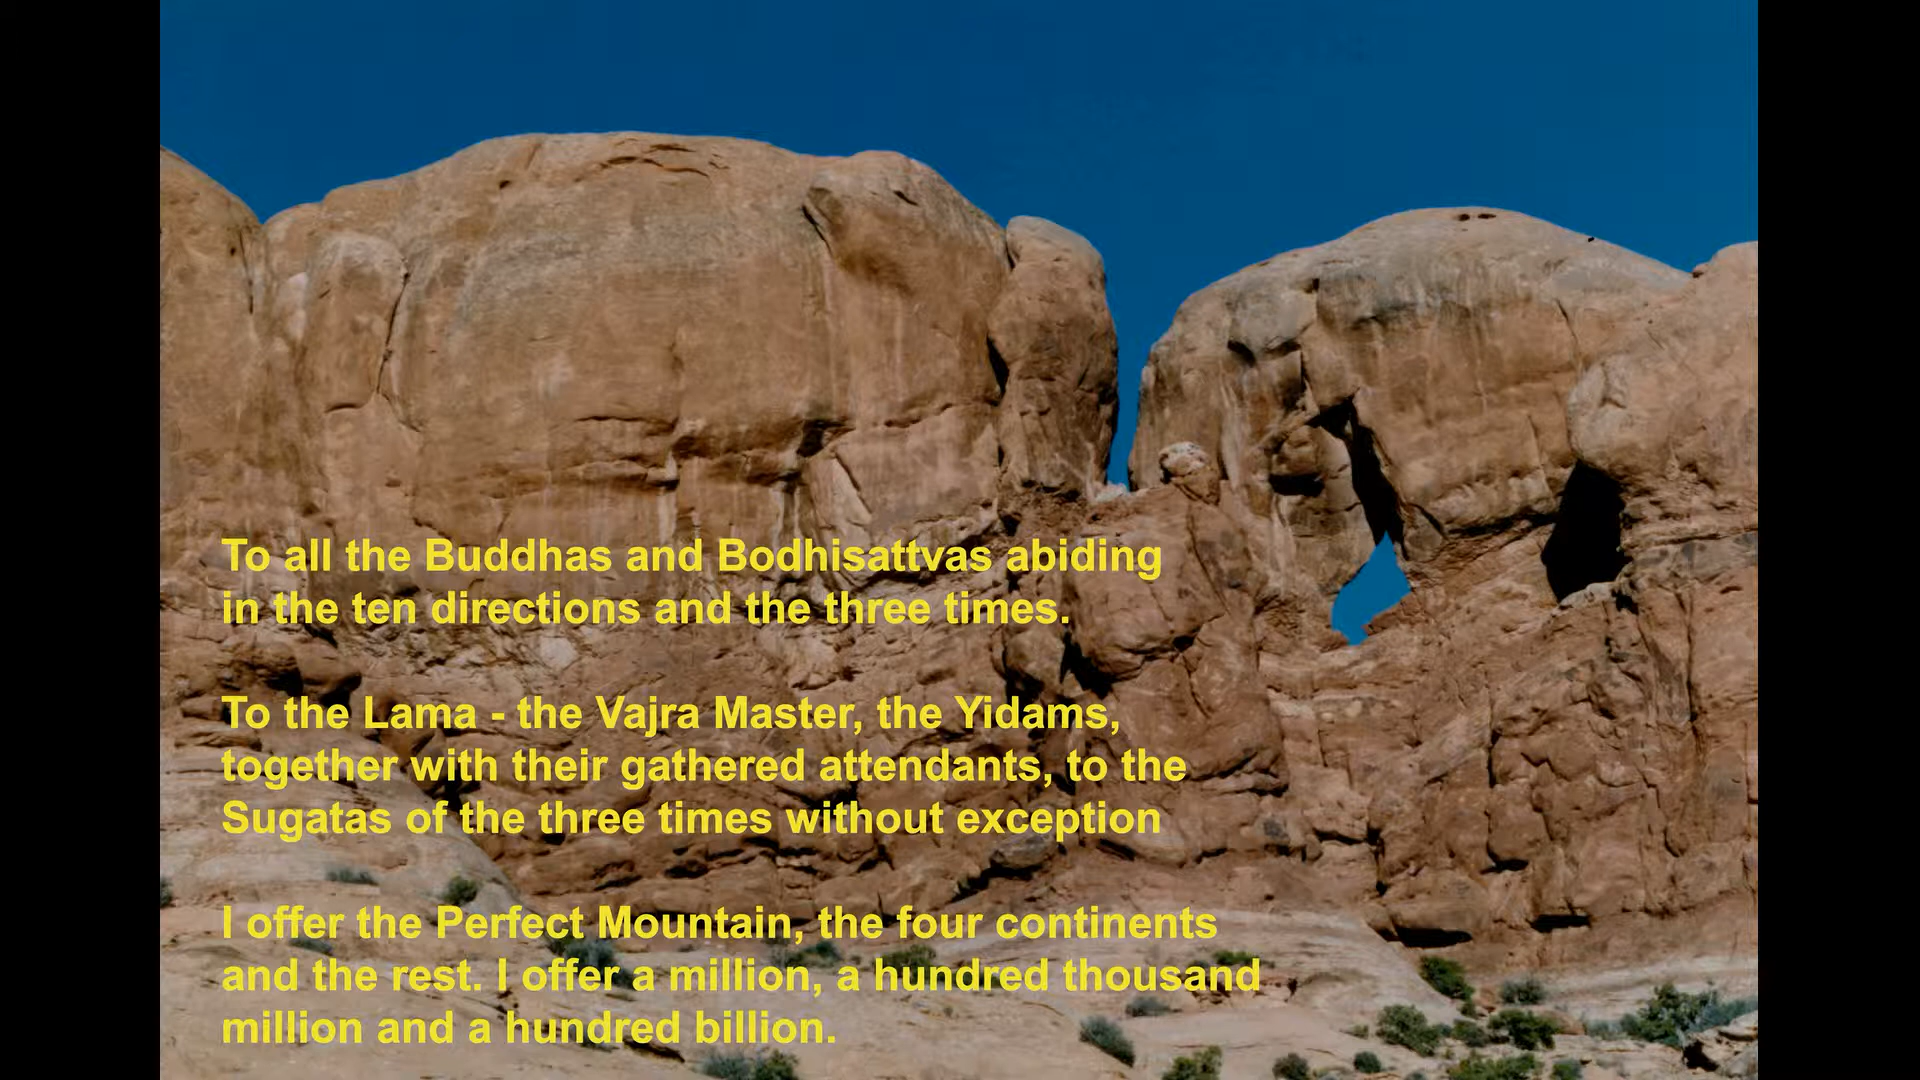 To all the Buddhas and Bodhisattvas abiding
in the ten directions and the three times.
To the Lama - the Vajra Master, the Yidams,
together with their gathered attendants, to the
Sugatas of the three times without exception
I offer the Perfect Mountain, the four continents
and the rest. I offer a million, a hundred thousand
million and a hundred billion.